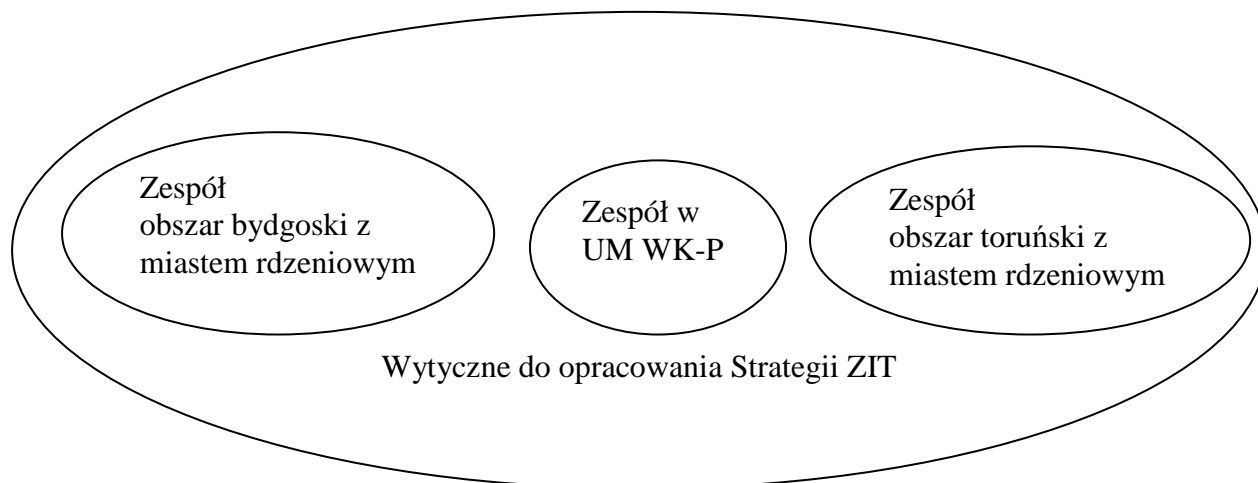 Zespół
obszar bydgoski z
miastem rdzeniowym
Zespół w
UM WK-P
Zespół
obszar toruński z
miastem rdzeniowym
Wytyczne do opracowania Strategii ZIT